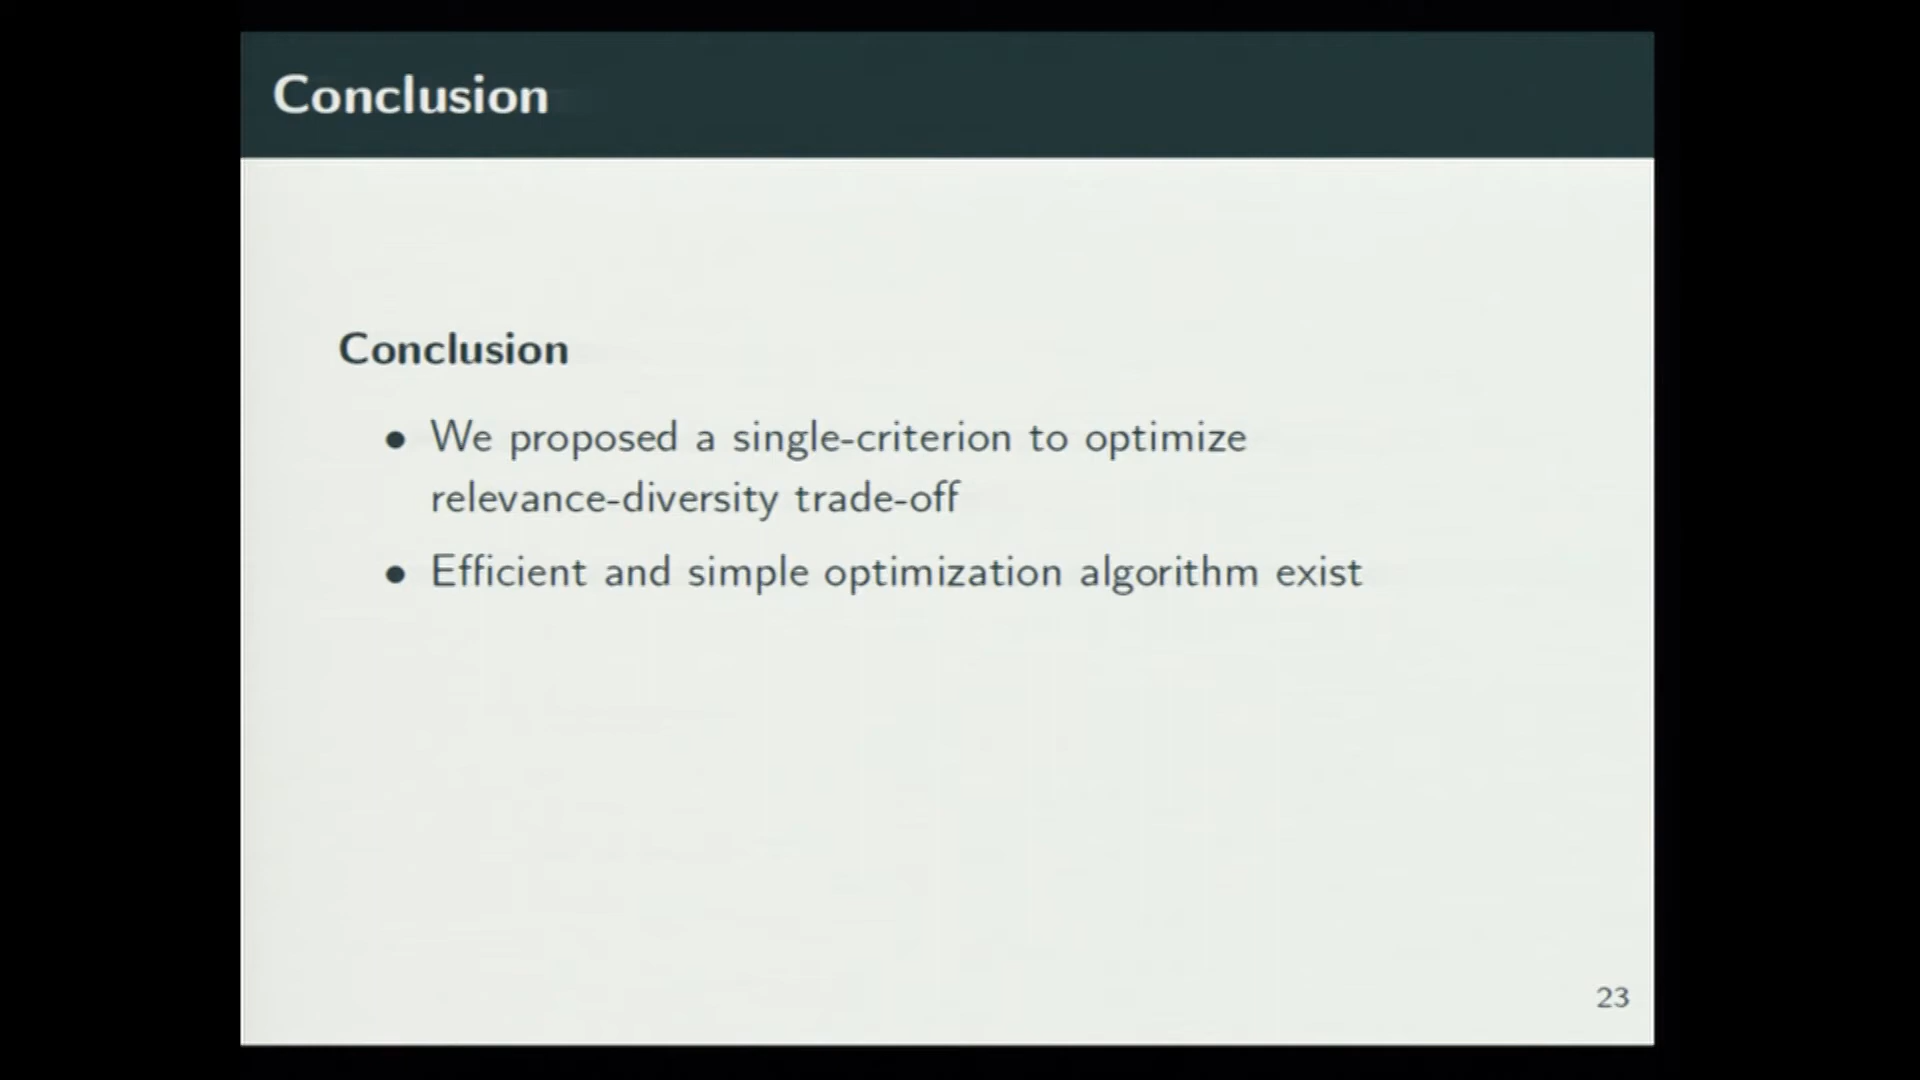 Conclusion
Conclusion
• We proposed a single-criterion to optimize
relevance-diversity trade-off
• Efficient and simple optimization algorithm exist
23